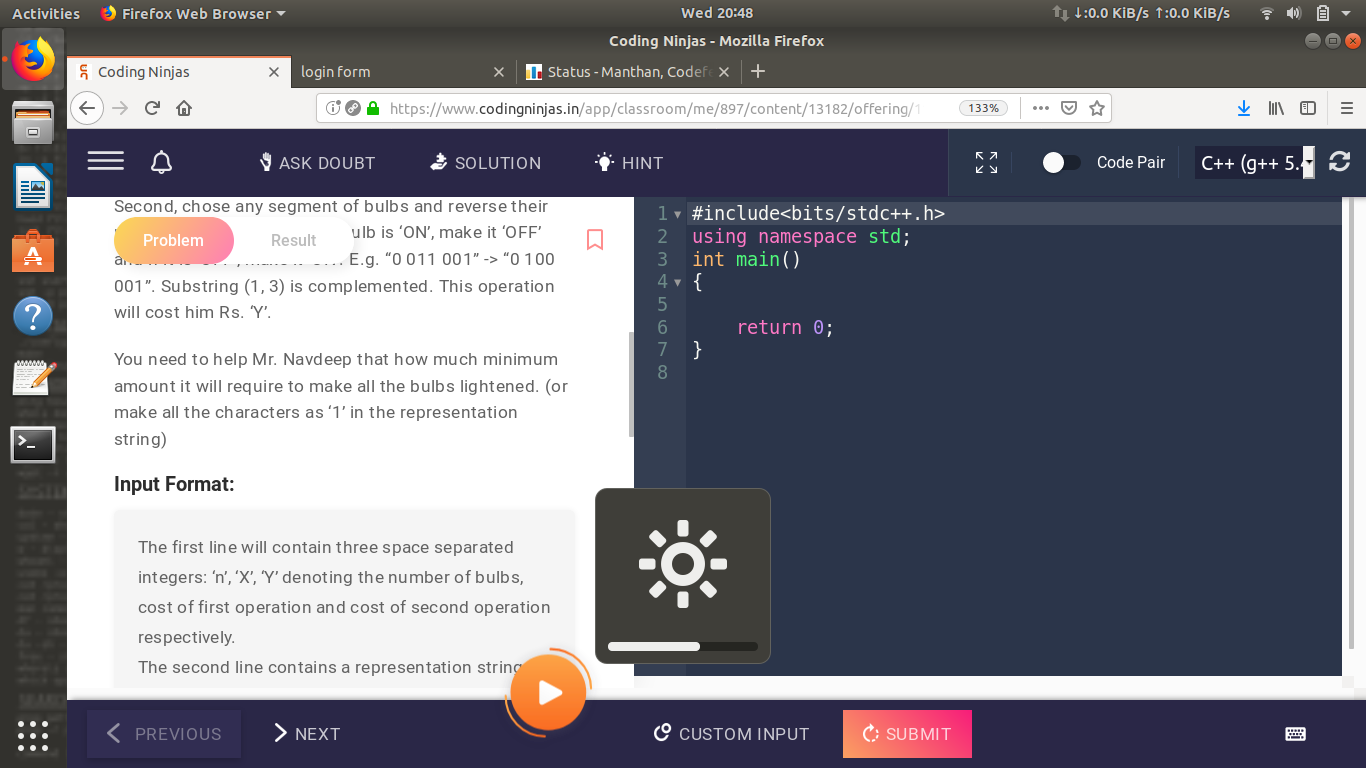 Activities Firefox Web Browser Wed 20:48 ↓:0.0 KiB/s ↑:0.0 KiB/s
Coding Ninjas - Mozilla Firefox
Coding Ninjas login form Status - Manthan, Codef
https://www.codingninjas.in/app/classroom/me/897/content/13182/offering/1 133%
ASK DOUBT SOLUTION HINT Code Pair C++ (g++ 5.4
Second, chose any segment of bulbs and reverse their
Problem Result ulb is ‘ON’, make it ‘OFF’
E.g. “0 011 001” -> “0 100
001”. Substring (1, 3) is complemented. This operation
will cost him Rs. ‘Y’.
You need to help Mr. Navdeep that how much minimum
amount it will require to make all the bulbs lightened. (or
make all the characters as ‘1’ in the representation
string)
Input Format:
The first line will contain three space separated
integers: ‘n’, ‘X’, ‘Y’ denoting the number of bulbs,
cost of first operation and cost of second operation
respectively.
The second line contains a representation string
1 #include<bits/stdc++.h>
2 using namespace std;
3 int main()
4 {
5
6 return 0;
7 }
8
PREVIOUS NEXT CUSTOM INPUT SUBMIT